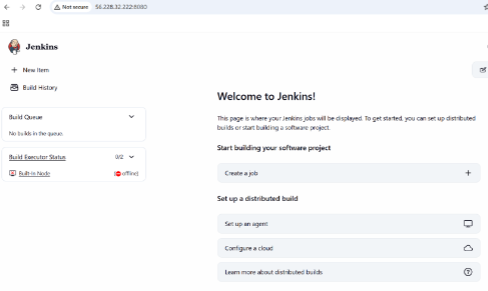 Not secure 56.228.32.222:8080
Jenkins
+ New Item
Build History
Build Queue
No builds in the queue.
Build Executor Status 0/2
Built-In Node (offline)
Welcome to Jenkins!
This page is where your Jenkins jobs will be displayed. To get started, you can set up distributed
builds or start building a software project.
Start building your software project
Create a job +
Set up a distributed build
Set up an agent
Configure a cloud
Learn more about distributed builds